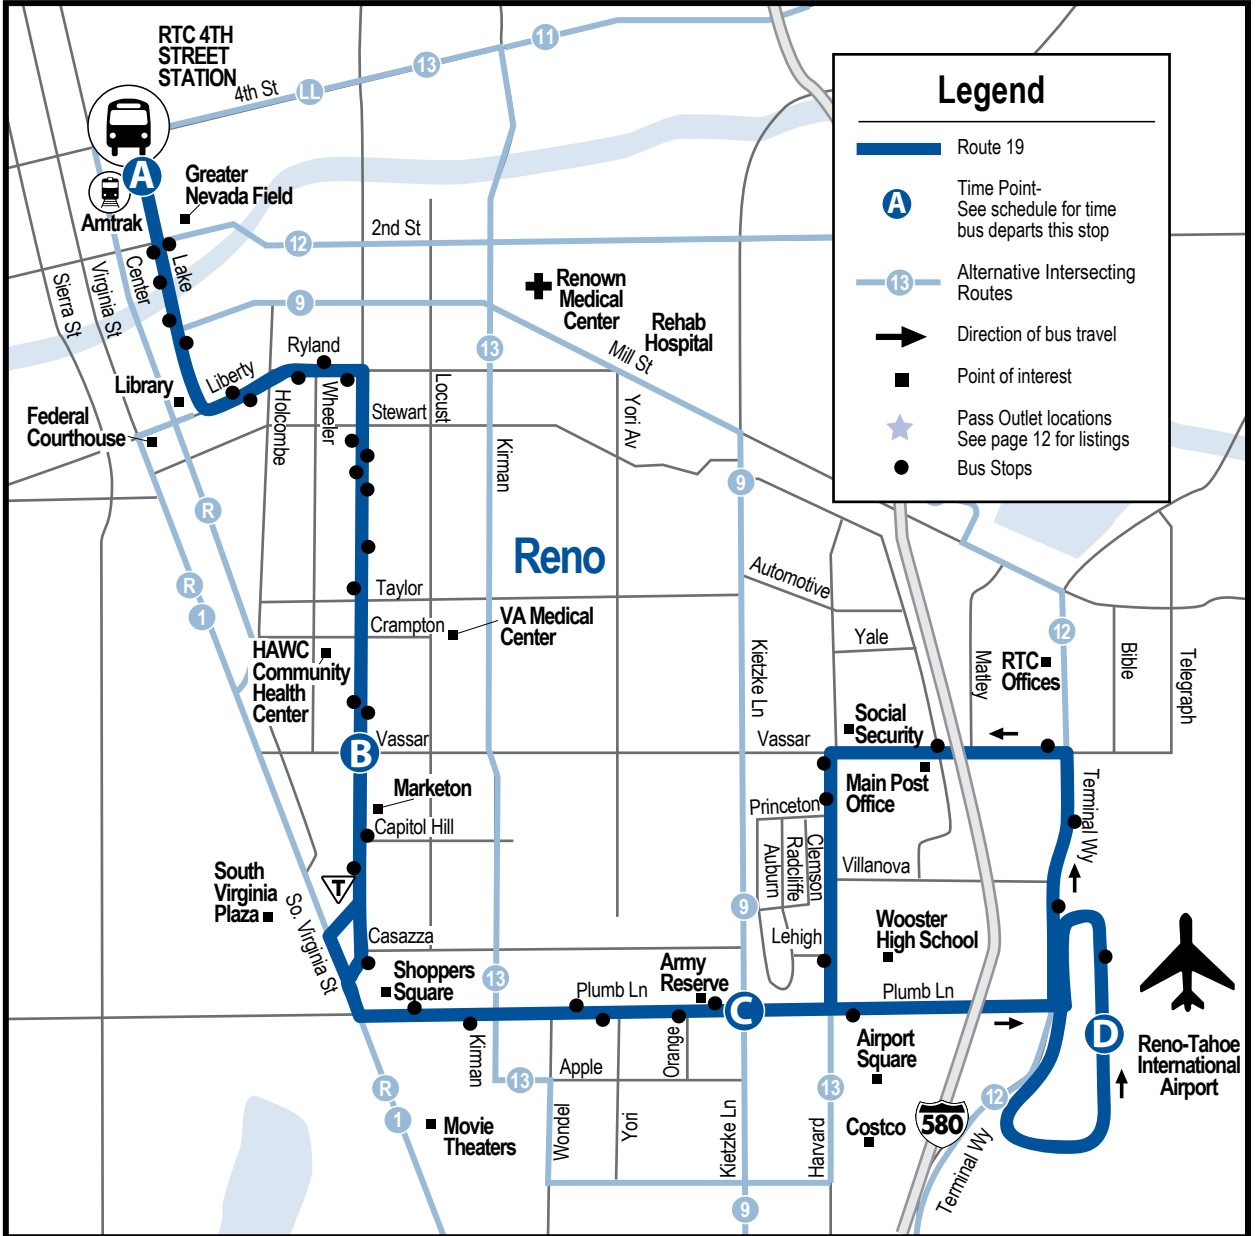 RTC 4TH
STREET
STATION
4th St
LL
13
11
A
Amtrak
Greater
Nevada Field
2nd St
12
Center
Lake
Sierra St
Virginia St
9
Renown
Medical
Center
Rehab
Hospital
Mill St
13
Ryland
Liberty
Library
Federal
Courthouse
Holcombe
Wheeler
Stewart
Locust
Kirman
Yori Av
9
R
Reno
R
1
Taylor
Crampton
VA Medical
Center
HAWC
Community
Health
Center
Automotive
Yale
Kietzke Ln
Matley
RTC
Offices
12
Bible
Telegraph
B
Vassar
Vassar
Social
Security
Main Post
Office
Marketon
Capitol Hill
Princeton
Auburn
Radcliffe
Clemson
Villanova
Terminal Wy
South
Virginia
Plaza
T
So. Virginia St
Casazza
Lehigh
9
Wooster
High School
Shoppers
Square
13
Plumb Ln
Army
Reserve
C
Plumb Ln
D
Reno-Tahoe
International
Airport
Kirman
Orange
Airport
Square
Apple
13
R
1
Wondel
Yori
Kietzke Ln
13
Harvard
12
580
Costco
Movie
Theaters
Terminal Wy
9
Legend
Route 19
A
Time Point-
See schedule for time
bus departs this stop
13
Alternative Intersecting
Routes
Direction of bus travel
Point of interest
Pass Outlet locations
See page 12 for listings
Bus Stops